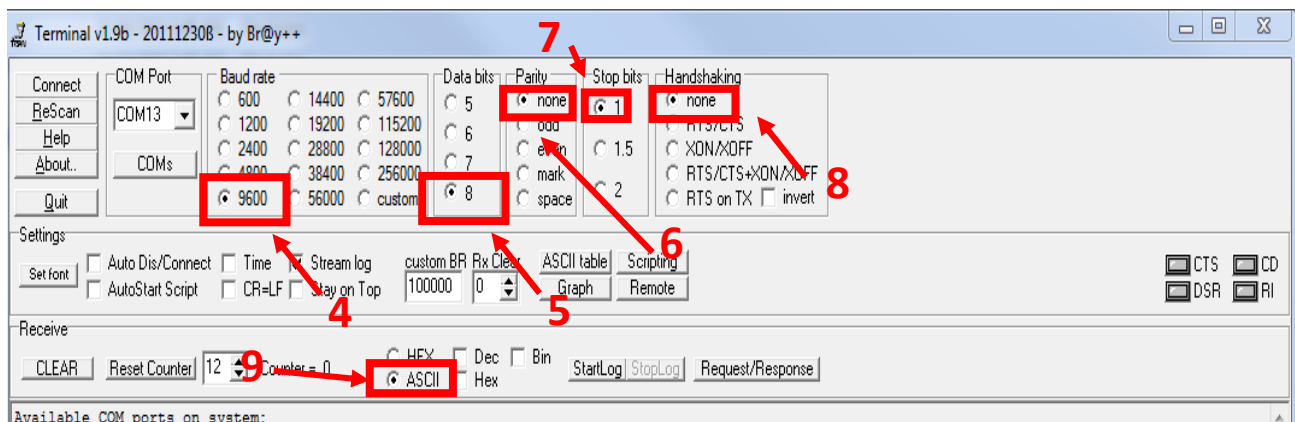 Terminal v1.9b - 20111230ß - by Br@y++
7
Connect
ReScan
Help
About..
Quit
COM Port
COM13
COMs
Baud rate
600 14400 57600
1200 19200 115200
2400 28800 128000
4800 38400 256000
9600 56000 custom
Data bits
5
6
7
8
Parity
none
odd
even
mark
space
Stop bits
1
1.5
2
Handshaking
none
RTS/CTS
XON/XOFF
RTS/CTS+XON/XOFF
RTS on TX invert
8
6
4
5
Settings
Set font
Auto Dis/Connect Time Stream log
AutoStart Script CR=LF Stay on Top
custom BR Rx Clear
100000 0
ASCII table Scripting
Graph Remote
CTS CD
DSR RI
Receive
CLEAR Reset Counter 12 9 Counter = 0
HEX Dec Bin
ASCII Hex
StartLog StopLog Request/Response
Available COM ports on system: